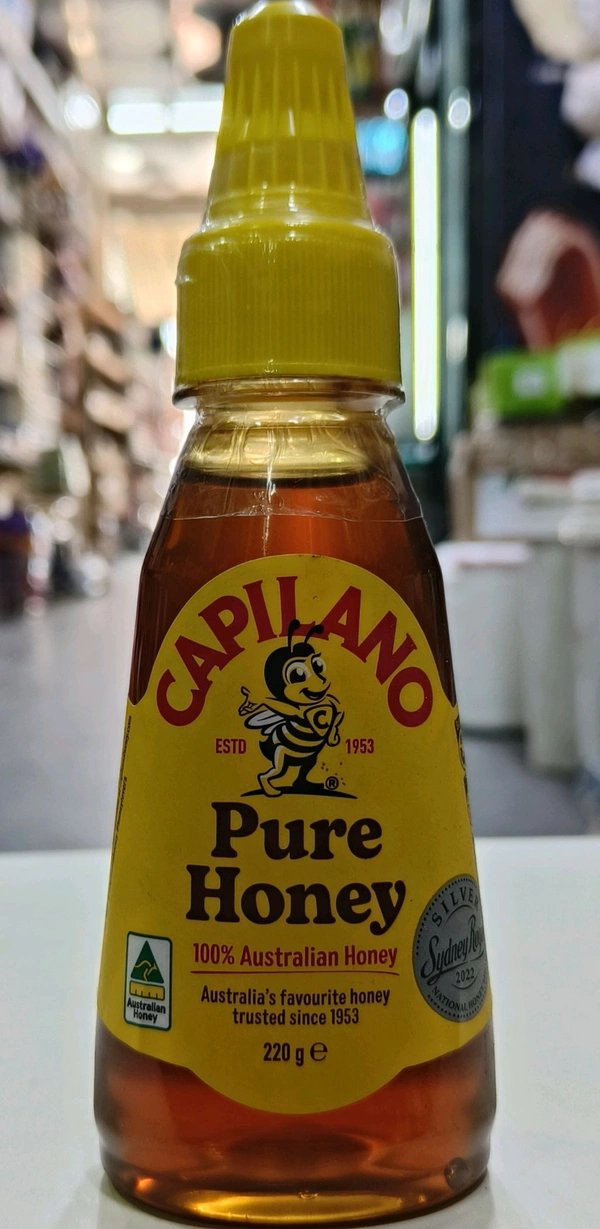 CAPILANO
C
ESTD 1953
®
Pure
Honey
100% Australian Honey
Australia's favourite honey
trusted since 1953
220 g ℮
Australian
Honey
SILVER
Sydney
2022
NATIONAL